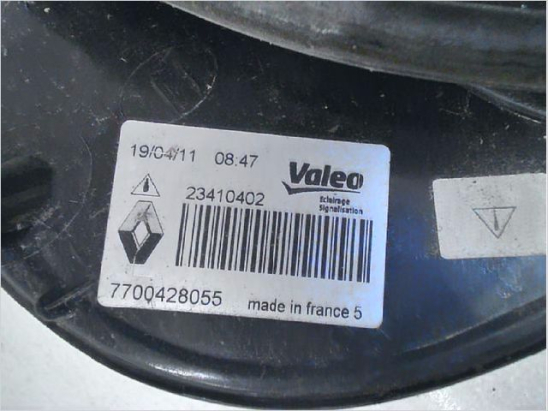 19/04/11 08:47
Valeo
Eclairage
Signalisation
23410402
7700428055
made in france 5